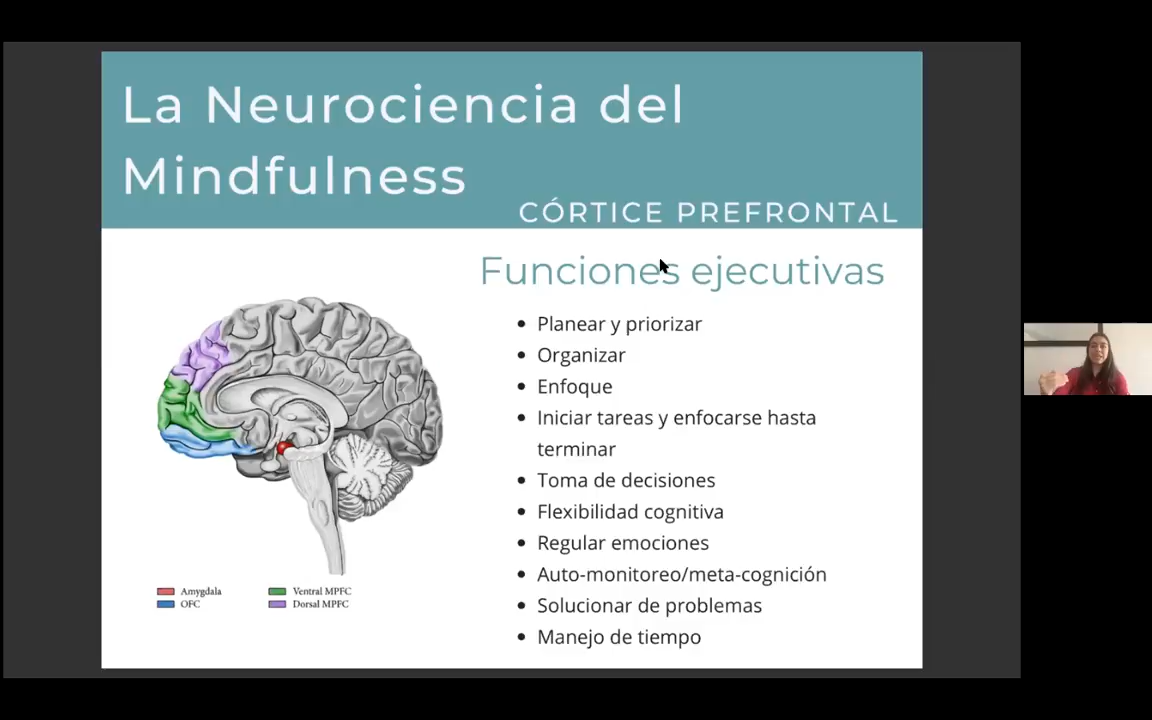 La Neurociencia del
Mindfulness
CÓRTICE PREFRONTAL
Funciones ejecutivas
• Planear y priorizar
• Organizar
• Enfoque
• Iniciar tareas y enfocarse hasta
terminar
• Toma de decisiones
• Flexibilidad cognitiva
• Regular emociones
• Auto-monitoreo/meta-cognición
• Solucionar de problemas
• Manejo de tiempo
Amygdala
OFC
Ventral MPFC
Dorsal MPFC